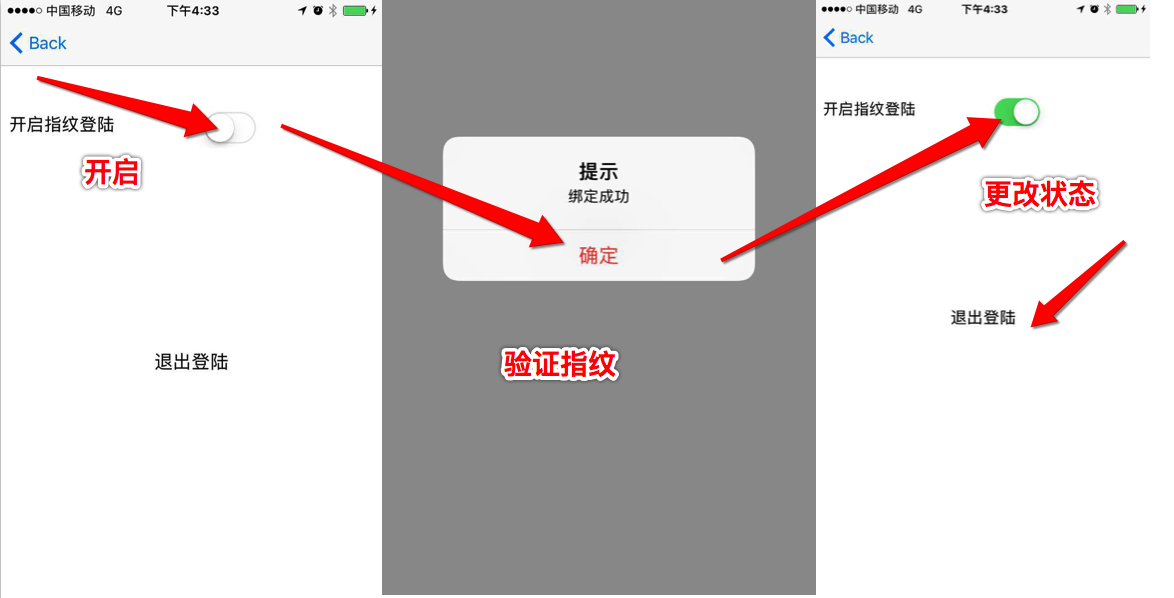 中国移动 4G 下午4:33
Back
开启指纹登陆
开启
退出登陆
提示
绑定成功
确定
验证指纹
中国移动 4G 下午4:33
Back
开启指纹登陆
更改状态
退出登陆